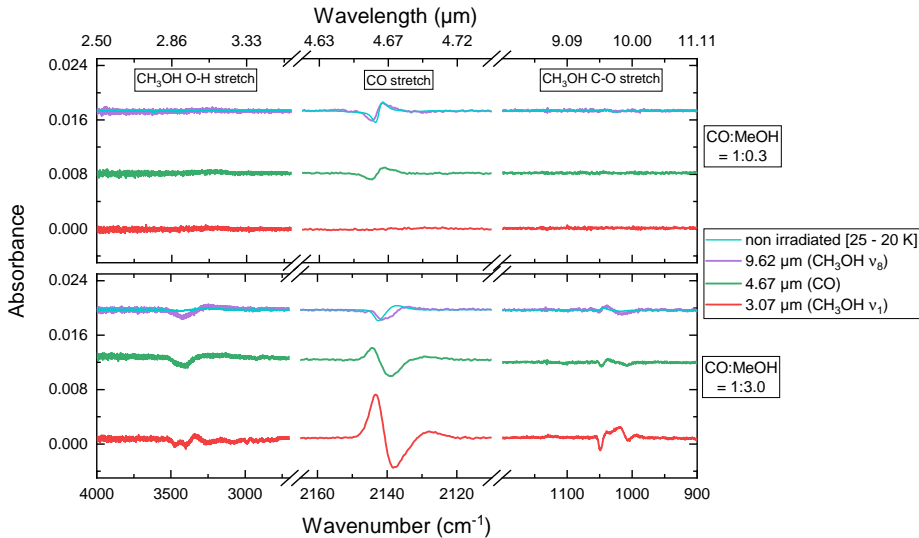 Wavelength (μm)
2.50 2.96 3.33 4.63 4.67 4.72 9.09 10.00 11.11
0.024
CH₃OH O-H stretch CO stretch CH₃OH C-O stretch
0.016
CO:MeOH
= 1:0.3
0.008
0.000
Absorbance
non irradiated [25 - 20 K]
9.62 μm (CH₃OH ν₈)
4.67 μm (CO)
3.07 μm (CH₃OH ν₁)
0.024
0.016
0.008
CO:MeOH
= 1:3.0
0.000
4000 3500 3000 2160 2140 2120 1100 1000 900
Wavenumber (cm⁻¹)